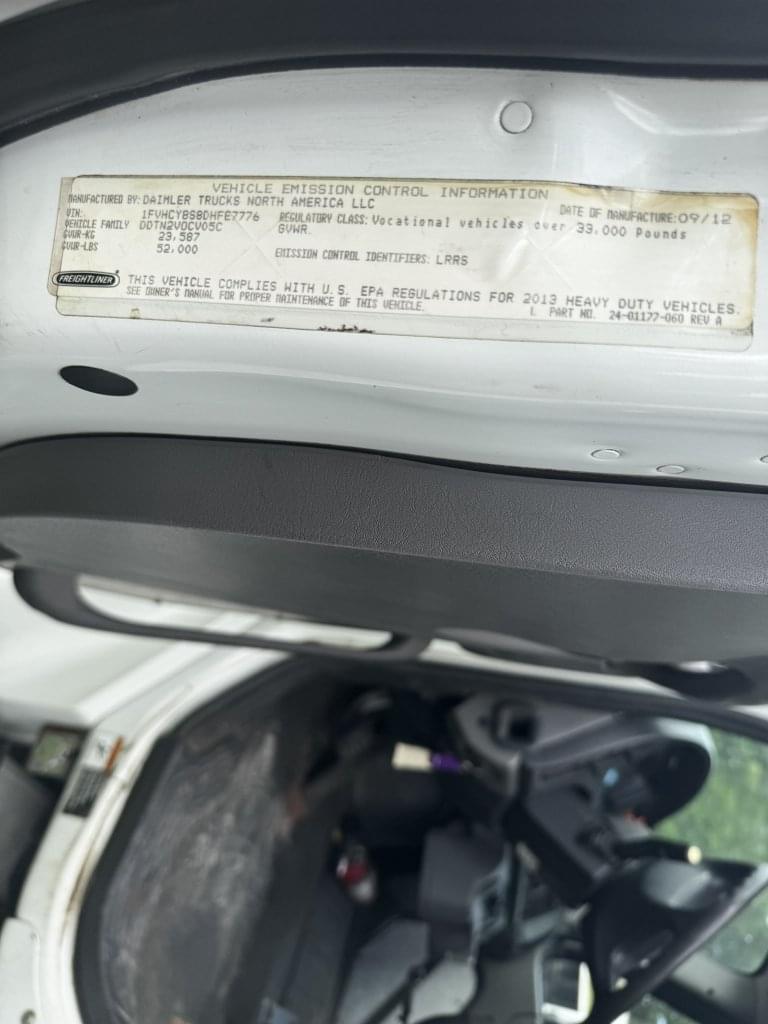 VEHICLE EMISSION CONTROL INFORMATION
MANUFACTURED BY: DAIMLER TRUCKS NORTH AMERICA LLC DATE OF MANUFACTURE: 09/12
VIN: 1FVHCYBS8DHFE7776 REGULATORY CLASS: Vocational vehicles over 33,000 Pounds
VEHICLE FAMILY DDTN2VOCV05C GVWR.
GVWR-KG 23,587
GVWR-LBS 52,000 EMISSION CONTROL IDENTIFIERS: LRRS
FREIGHTLINER THIS VEHICLE COMPLIES WITH U.S. EPA REGULATIONS FOR 2013 HEAVY DUTY VEHICLES.
SEE OWNER'S MANUAL FOR PROPER MAINTENANCE OF THIS VEHICLE. PART NO. 24-01177-060 REV A